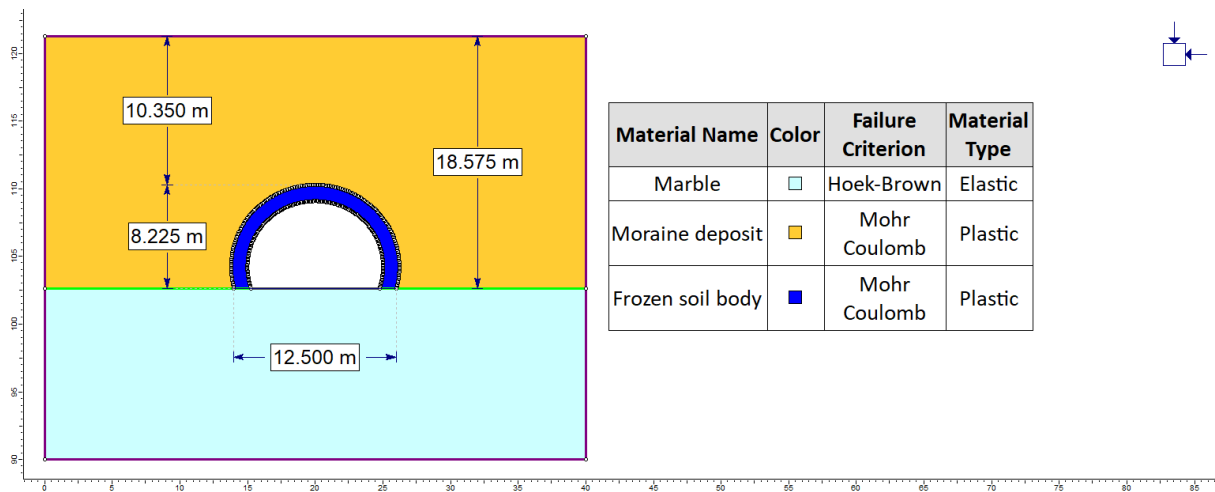 120
115
110
105
100
95
90
10.350 m
18.575 m
8.225 m
12.500 m
Material Name Color Failure Criterion Material Type
Marble Hoek-Brown Elastic
Moraine deposit Mohr Coulomb Plastic
Frozen soil body Mohr Coulomb Plastic
0 5 10 15 20 25 30 35 40 45 50 55 60 65 70 75 80 85